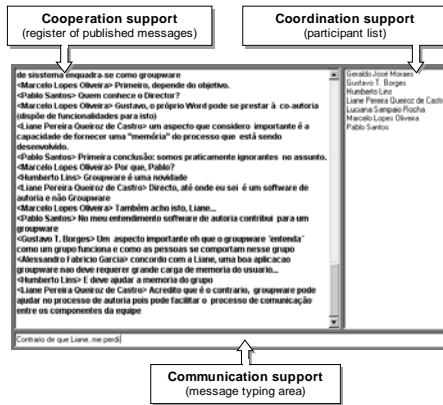 Cooperation support
(register of published messages)
Coordination support
(participant list)
de sisstema enquadra-se como groupware
<Marcelo Lopes Oliveira> Primeiro, depende do objetivo.
<Pablo Santos> Quem conhece o Director?
<Marcelo Lopes Oliveira> Gustavo, o próprio Word pode se prestar à co-autoria
(dispõe de funcionalidades para isto)
<Liane Pereira Queiroz de Castro> um aspecto que considero importante é a
capacidade de fornecer uma "memória" do processo que está sendo
desenvolvido.
<Pablo Santos> Primeira conclusão: somos praticamente ignorantes no assunto.
<Marcelo Lopes Oliveira> Por que, Pablo?
<Humberto Lins> Groupware é uma novidade
<Liane Pereira Queiroz de Castro> Directo, até onde eu sei é um software de
autoria e não Groupware
<Marcelo Lopes Oliveira> Também acho isto, Liane...
<Pablo Santos> No meu entendimento software de autoria contribui para um
groupware
<Gustavo T. Borges> Um aspecto importante eh que o groupware 'entenda'
como um grupo funciona e como as pessoas se comportam nesse grupo
<Alessandro Fabricio Garcia> concordo com a Liane, uma boa aplicacao
groupware nao deve requerer grande carga de memoria do usuario...
<Humberto Lins> E deve ajudar a memoria do grupo
<Liane Pereira Queiroz de Castro> Acredito que é o contrario, groupware pode
ajudar no processo de autoria pois pode facilitar o processo de comunicação
entre os componentes da equipe
Geraldo José Moraes
Gustavo T. Borges
Humberto Lins
Liane Pereira Queiroz de Castro
Luciana Sampaio Rocha
Marcelo Lopes Oliveira
Pablo Santos
Contrario de que Liane, me perdi
Communication support
(message typing area)